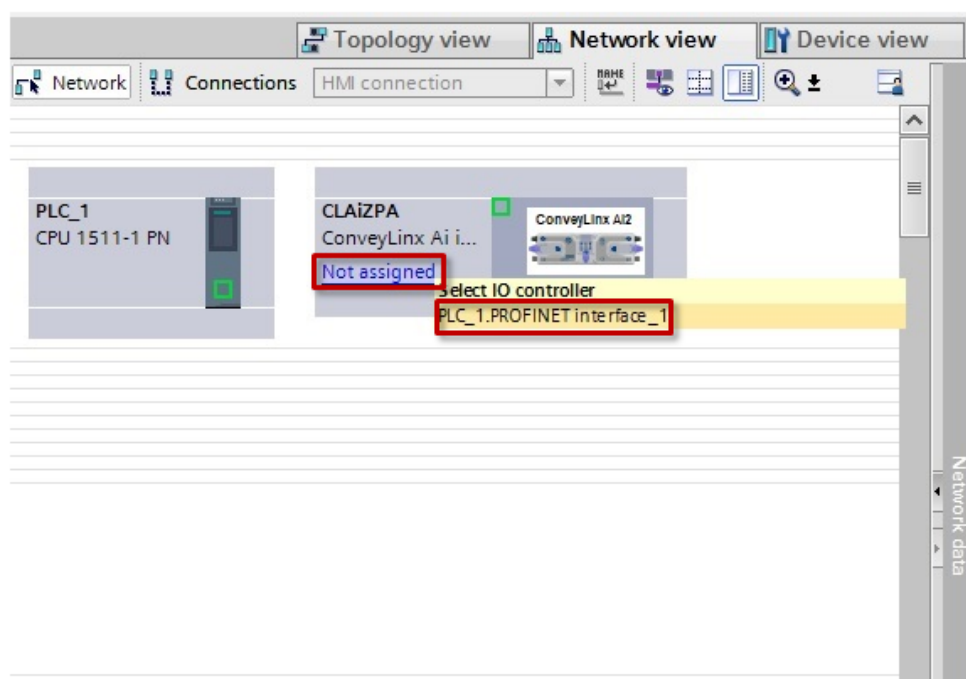 Topology view
Network view
Device view
Network
Connections
HMI connection
PLC_1
CPU 1511-1 PN
CLAiZPA
ConveyLinx Ai i...
Not assigned
ConveyLinx Ai2
Select IO controller
PLC_1.PROFINET interface_1
Network data